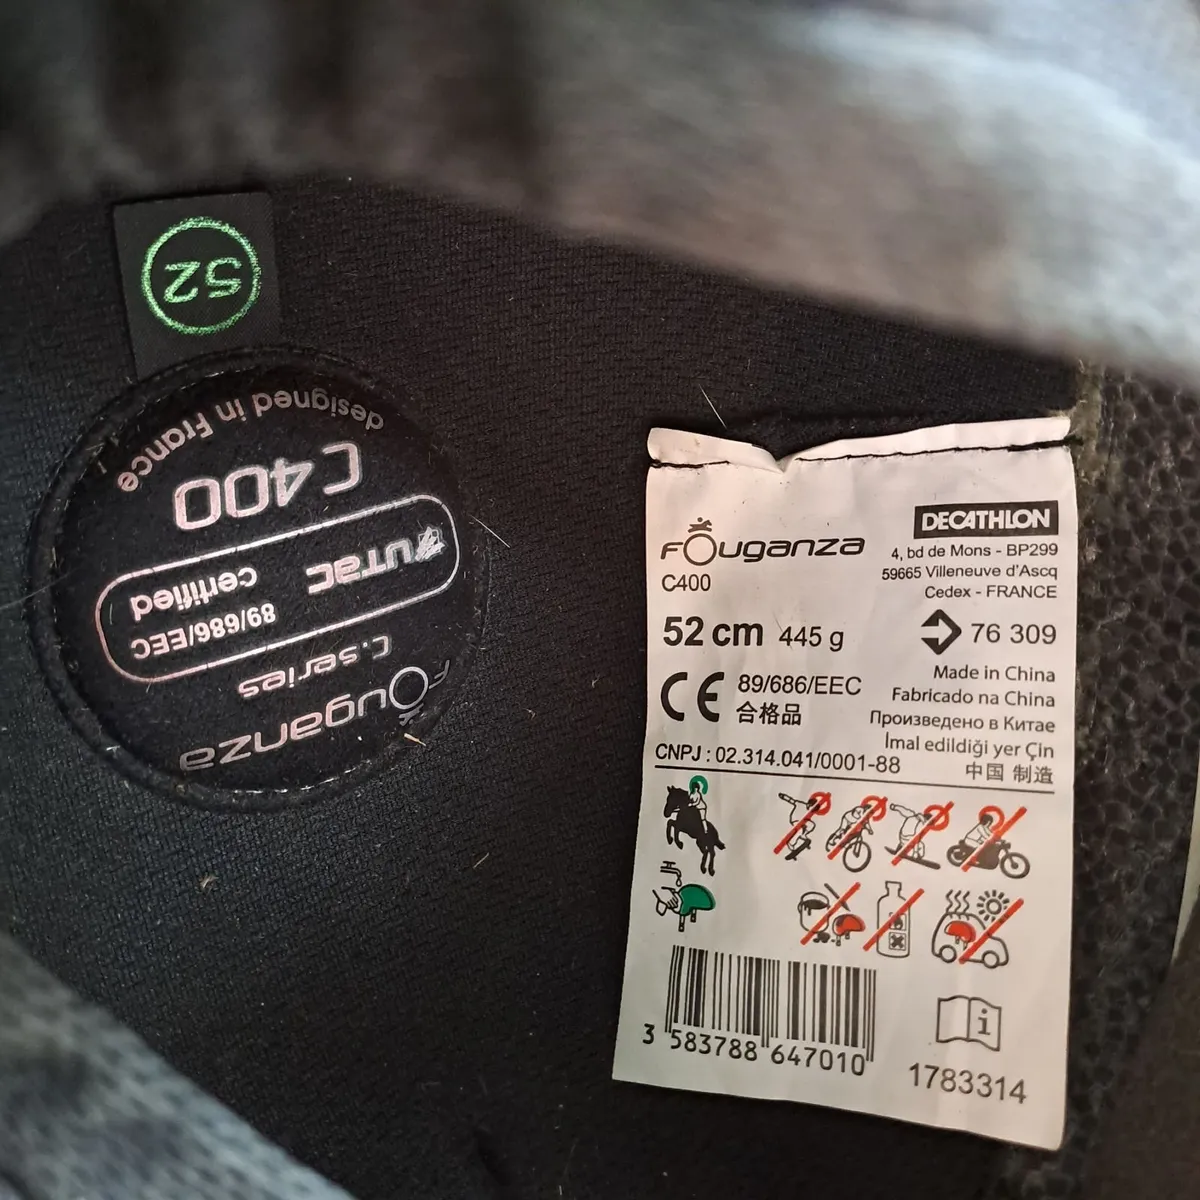 52
designed in France
C400
UTAC
certified
89/686/EEC
C.series
FOuganza
DECATHLON
4, bd de Mons - BP299
59665 Villeneuve d'Ascq
Cedex - FRANCE
FOuganza
C400
52 cm 445 g
76 309
CE 89/686/EEC
合格品
Made in China
Fabricado na China
Произведено в Китае
İmal edildiği yer Çin
中国 制造
CNPJ : 02.314.041/0001-88
3 583788 647010
i
1783314